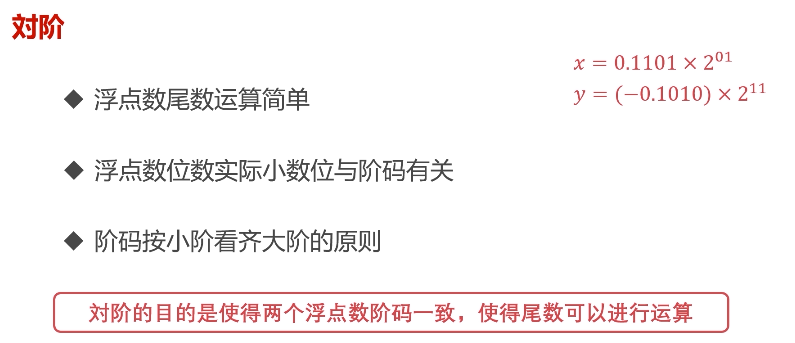 对阶
x = 0.1101 × 2^{01}
y = (−0.1010) × 2^{11}
◆ 浮点数尾数运算简单
◆ 浮点数位数实际小数位与阶码有关
◆ 阶码按小阶看齐大阶的原则
对阶的目的是使得两个浮点数阶码一致，使得尾数可以进行运算